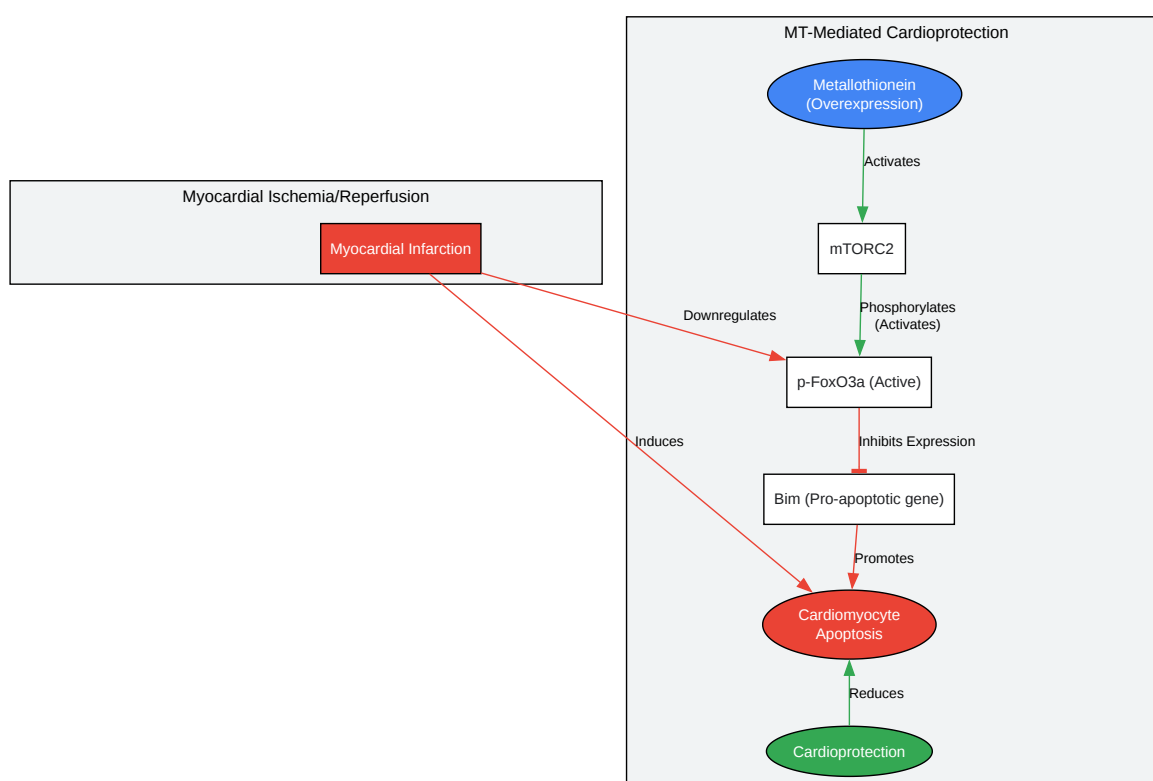 MT-Mediated Cardioprotection
Metallothionein
(Overexpression)
Activates
Myocardial Ischemia/Reperfusion
Myocardial Infarction
mTORC2
Downregulates
Phosphorylates
(Activates)
p-FoxO3a (Active)
Induces
Inhibits Expression
Bim (Pro-apoptotic gene)
Promotes
Cardiomyocyte
Apoptosis
Reduces
Cardioprotection